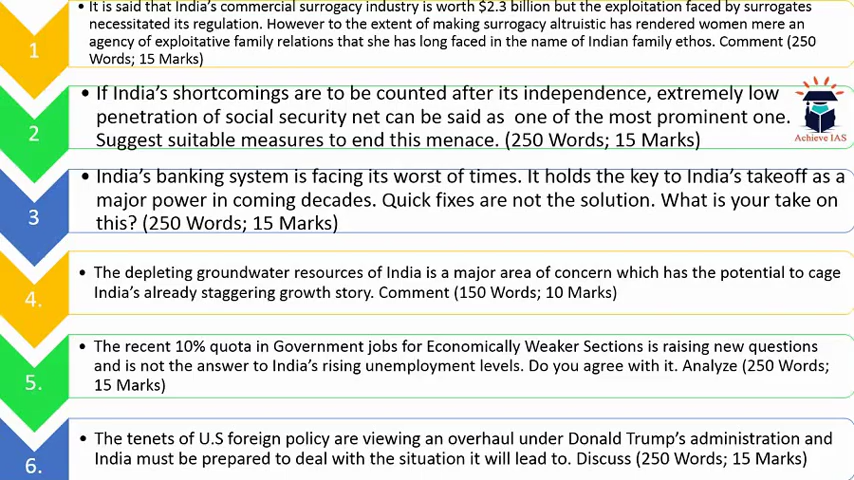 • It is said that India's commercial surrogacy industry is worth $2.3 billion but the exploitation faced by surrogates
necessitated its regulation. However to the extent of making surrogacy altruistic has rendered women mere an
agency of exploitative family relations that she has long faced in the name of Indian family ethos. Comment (250
Words; 15 Marks)
1
• If India's shortcomings are to be counted after its independence, extremely low
penetration of social security net can be said as one of the most prominent one.
Suggest suitable measures to end this menace. (250 Words; 15 Marks)
2
Achieve IAS
• India's banking system is facing its worst of times. It holds the key to India's takeoff as a
major power in coming decades. Quick fixes are not the solution. What is your take on
this? (250 Words; 15 Marks)
3
• The depleting groundwater resources of India is a major area of concern which has the potential to cage
India's already staggering growth story. Comment (150 Words; 10 Marks)
4.
• The recent 10% quota in Government jobs for Economically Weaker Sections is raising new questions
and is not the answer to India's rising unemployment levels. Do you agree with it. Analyze (250 Words;
15 Marks)
5.
• The tenets of U.S foreign policy are viewing an overhaul under Donald Trump's administration and
India must be prepared to deal with the situation it will lead to. Discuss (250 Words; 15 Marks)
6.